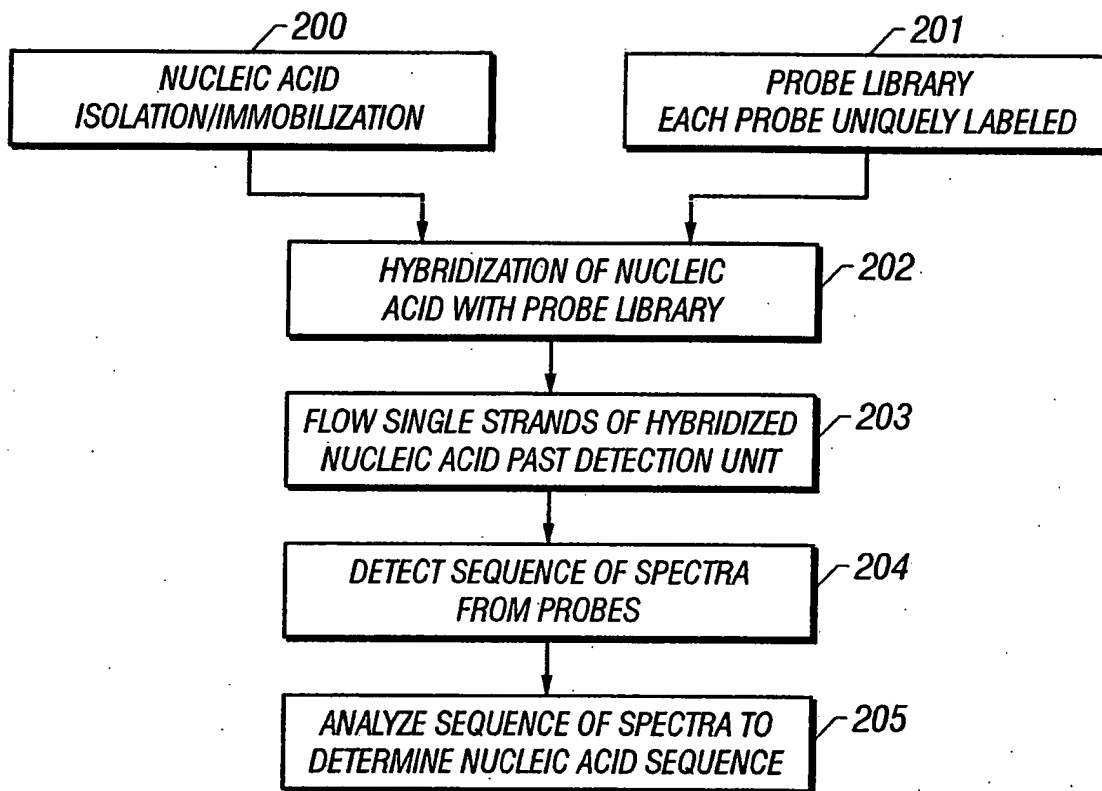 200
NUCLEIC ACID
ISOLATION/IMMOBILIZATION
201
PROBE LIBRARY
EACH PROBE UNIQUELY LABELED
HYBRIDIZATION OF NUCLEIC
ACID WITH PROBE LIBRARY
202
FLOW SINGLE STRANDS OF HYBRIDIZED
NUCLEIC ACID PAST DETECTION UNIT
203
DETECT SEQUENCE OF SPECTRA
FROM PROBES
204
ANALYZE SEQUENCE OF SPECTRA TO
DETERMINE NUCLEIC ACID SEQUENCE
205